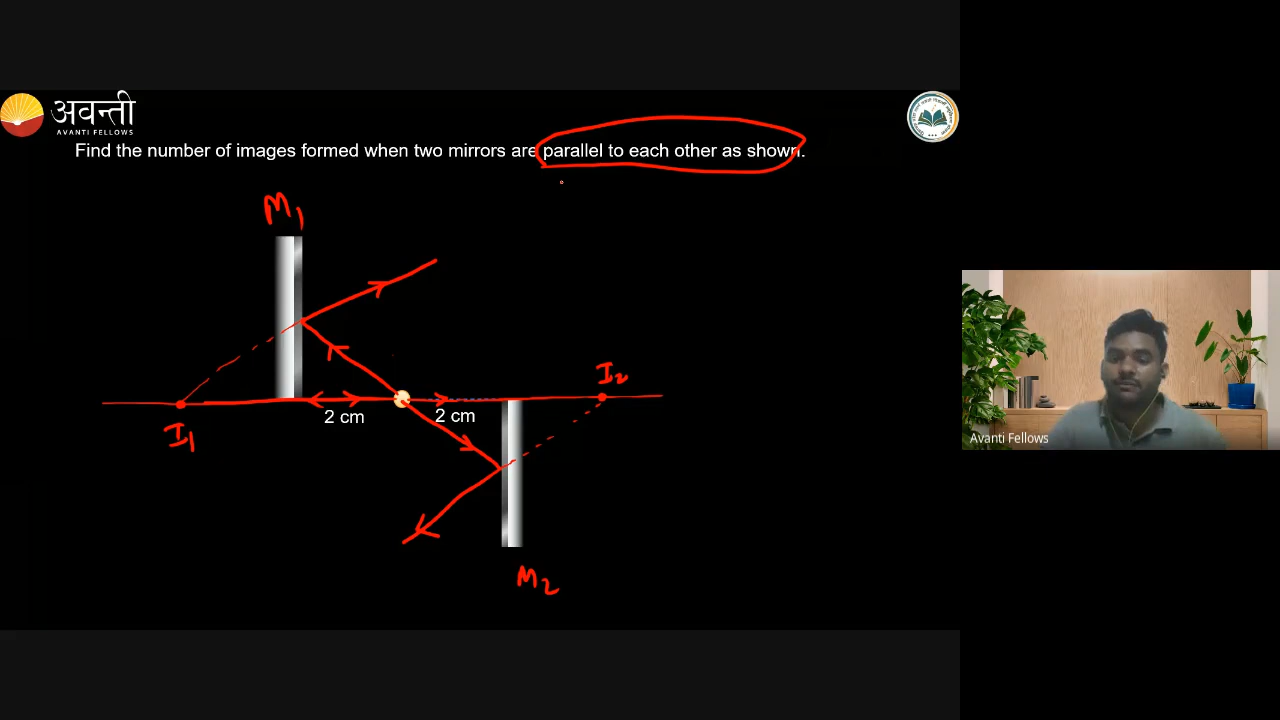 अवन्ती
AVANTI FELLOWS
Find the number of images formed when two mirrors are parallel to each other as shown.
M1
I2
2 cm
2 cm
I1
Avanti Fellows
M2